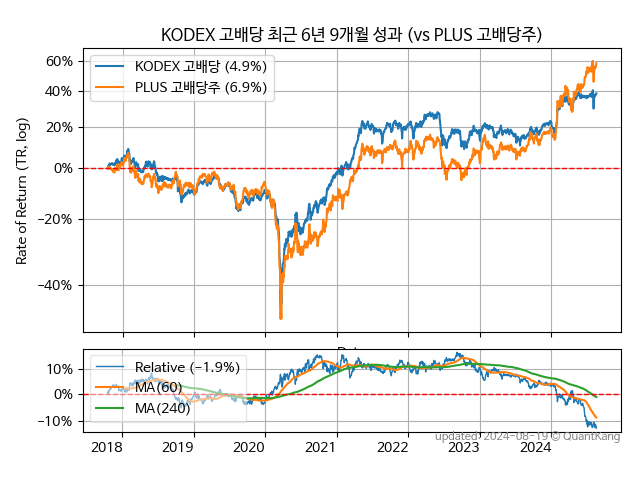 KODEX 고배당 최근 6년 9개월 성과 (vs PLUS 고배당주)
Rate of Return (TR, log)
60%
40%
20%
0%
−20%
−40%
KODEX 고배당 (4.9%)
PLUS 고배당주 (6.9%)
10%
0%
−10%
Relative (−1.9%)
MA(60)
MA(240)
updated: 2024-08-19 © QuantKang
2018
2019
2020
2021
2022
2023
2024